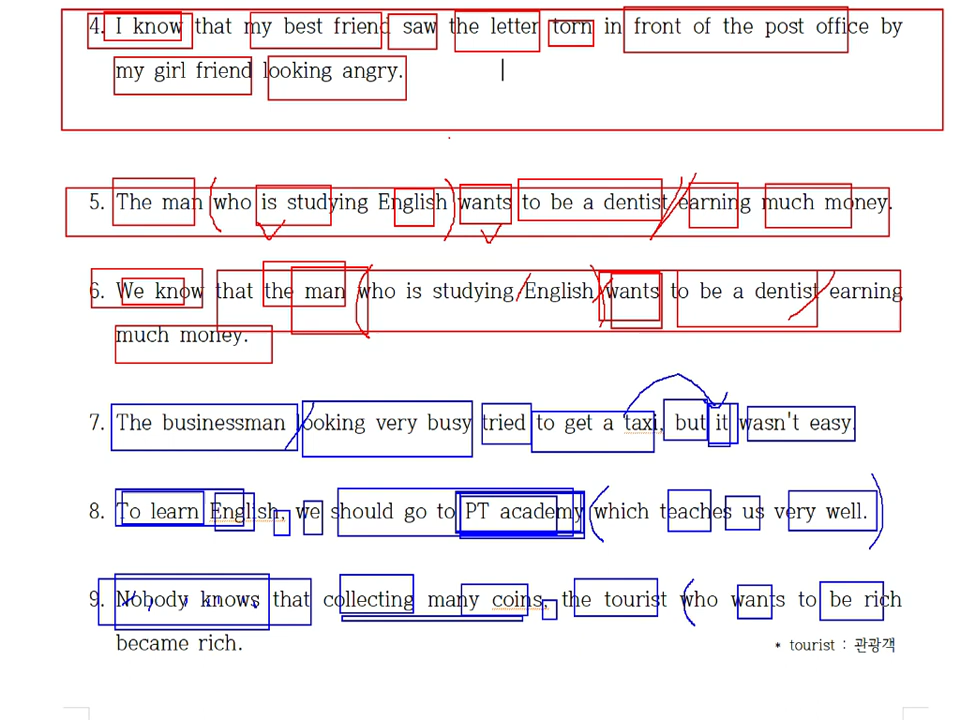 4. I know that my best friend saw the letter torn in front of the post office by
my girl friend looking angry.
5. The man who is studying English wants to be a dentist earning much money.
6. We know that the man who is studying English wants to be a dentist earning
much money.
7. The businessman looking very busy tried to get a taxi, but it wasn't easy.
8. To learn English, we should go to PT academy which teaches us very well.
9. Nobody knows that collecting many coins, the tourist who wants to be rich
became rich.
* tourist : 관광객